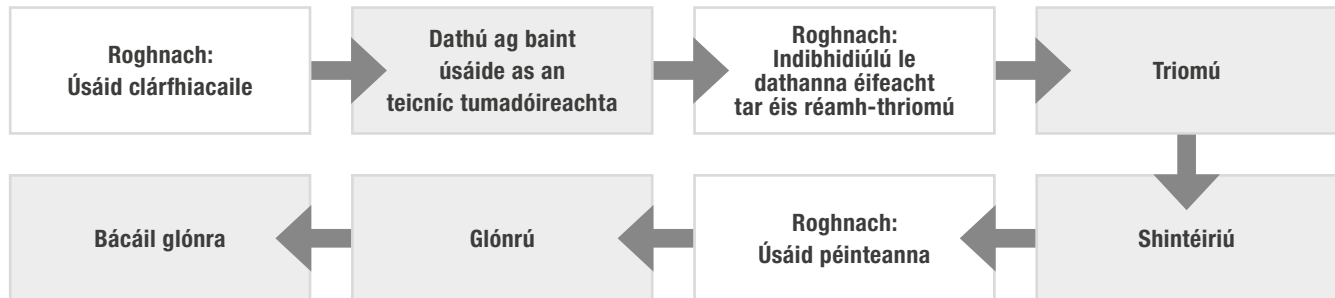 Roghnach:
Úsáid clárfhiacaile
Dathú ag baint
úsáide as an
teicníc tumadóireachta
Roghnach:
Indibhidiúlú le
dathanna éifeacht
tar éis réamh-thriomú
Triomú
Shintéiriú
Roghnach:
Úsáid péinteanna
Glónrú
Bácáil glónra